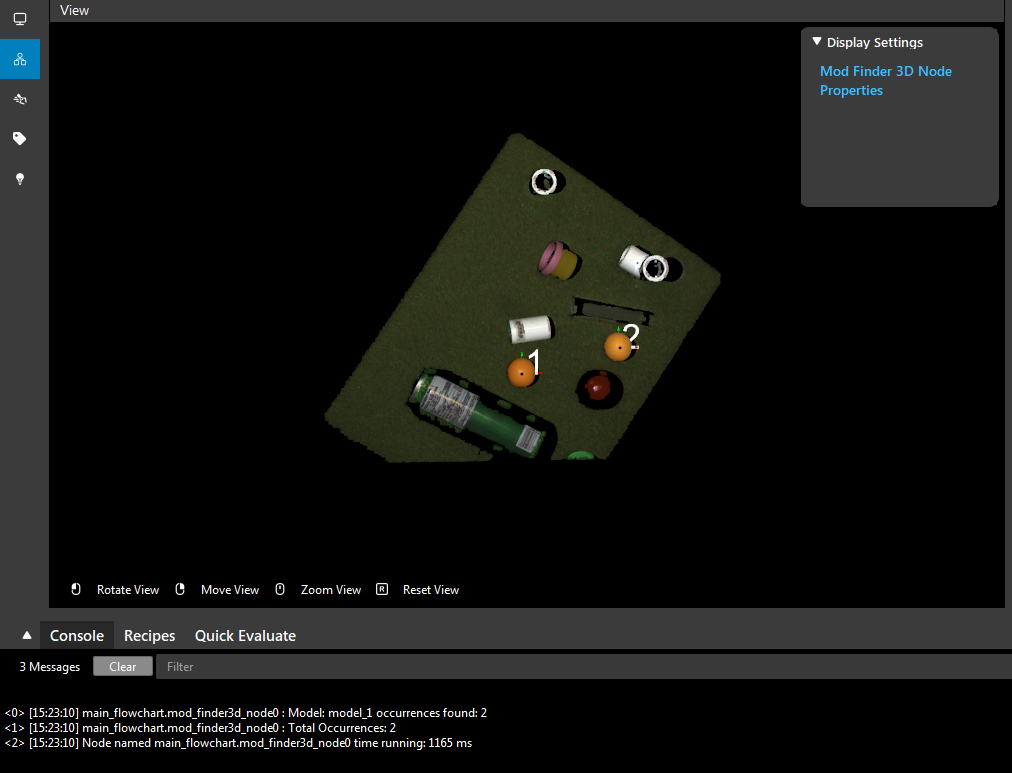 View
Display Settings
Mod Finder 3D Node
Properties
2
1
Rotate View
Move View
Zoom View
R
Reset View
Console
Recipes
Quick Evaluate
3 Messages
Clear
Filter
<0> [15:23:10] main_flowchart.mod_finder3d_node0 : Model: model_1 occurrences found: 2
<1> [15:23:10] main_flowchart.mod_finder3d_node0 : Total Occurrences: 2
<2> [15:23:10] Node named main_flowchart.mod_finder3d_node0 time running: 1165 ms